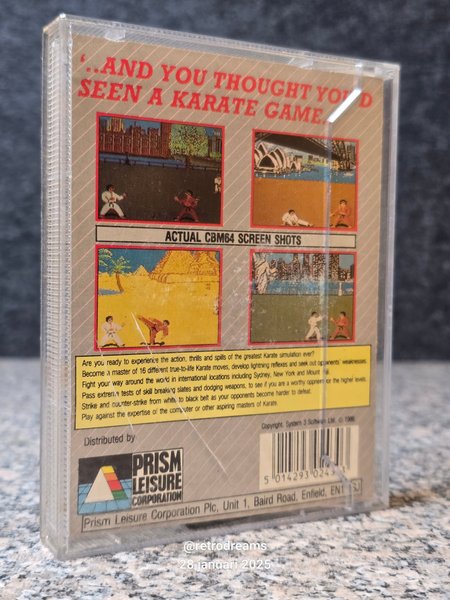 '..AND YOU THOUGHT YOU'D
SEEN A KARATE GAME..
ACTUAL CBM64 SCREEN SHOTS
Are you ready to experience the action, thrills and spills of the greatest Karate simulation ever?
Become a master of 16 different true-to-life Karate moves, develop lightning reflexes and seek out opponents' weaknesses.
Fight your way around the world in international locations including Sydney, New York and Mount
Pass extreme tests of skill breaking slates and dodging weapons, to see if you are a worthy opponent for the higher levels.
Strike and counter-strike from white to black belt as your opponents become harder to defeat.
Play against the expertise of the computer or other aspiring masters of Karate.
Copyright. System 3 Software Ltd. © 1986
Distributed by
PRISM
LEISURE
CORPORATION
5 014293
Prism Leisure Corporation Plc, Unit 1, Baird Road, Enfield, EN1
@retrodreams
28 januari 2025